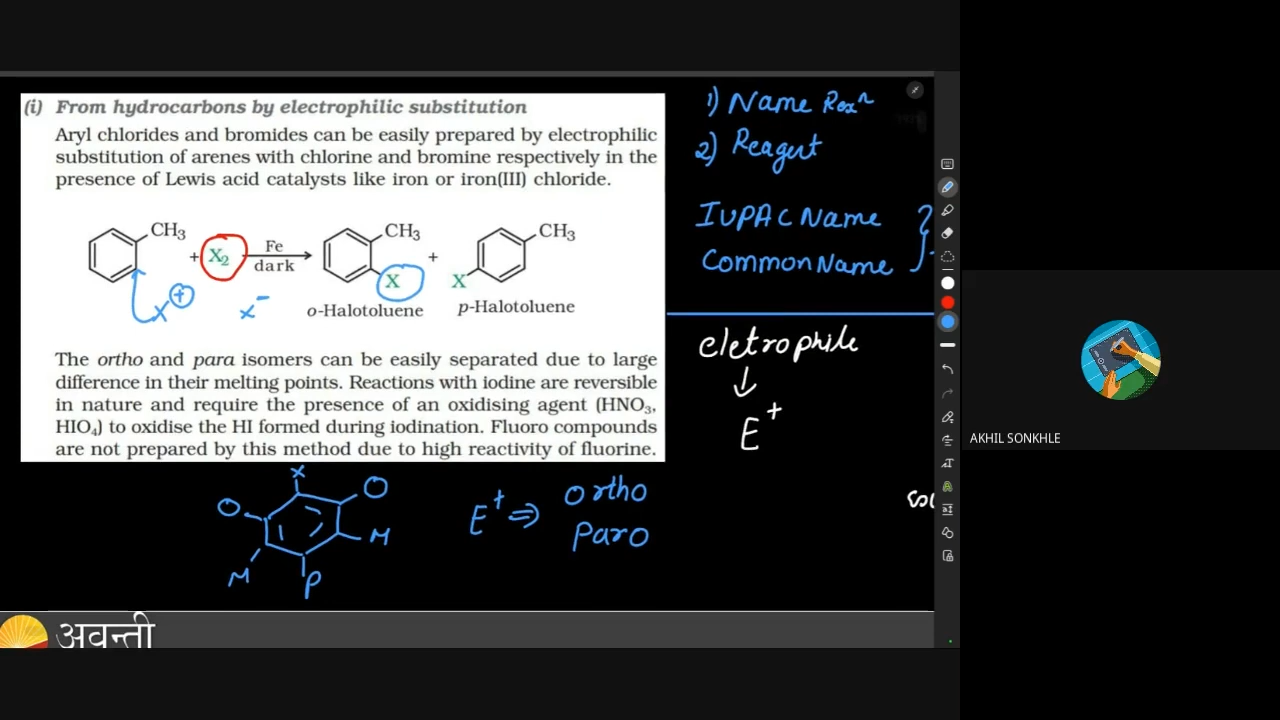 (i) From hydrocarbons by electrophilic substitution
Aryl chlorides and bromides can be easily prepared by electrophilic
substitution of arenes with chlorine and bromine respectively in the
presence of Lewis acid catalysts like iron or iron(III) chloride.
CH₃ + X₂ Fe dark CH₃ X + CH₃ X
X⊕ X⁻
o-Halotoluene p-Halotoluene
The ortho and para isomers can be easily separated due to large
difference in their melting points. Reactions with iodine are reversible
in nature and require the presence of an oxidising agent (HNO₃,
HIO₄) to oxidise the HI formed during iodination. Fluoro compounds
are not prepared by this method due to high reactivity of fluorine.
1) Name Rexⁿ
2) Reagent
IUPAC Name
Common Name
eletrophile
↓
E⁺
X
O O
M M
P
E⁺ ⇒ Ortho
Para
अवन्ती
AKHIL SONKHLE